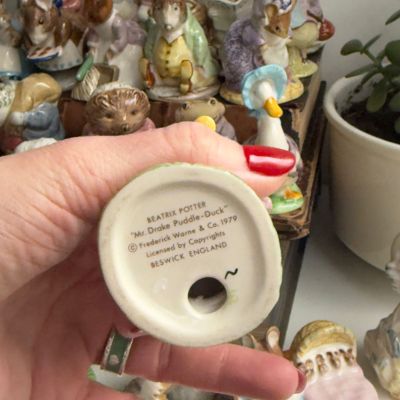 BEATRIX POTTER
"Mr. Drake Puddle-Duck"
© Frederick Warne & Co. 1979
Licensed by Copyrights
BESWICK ENGLAND